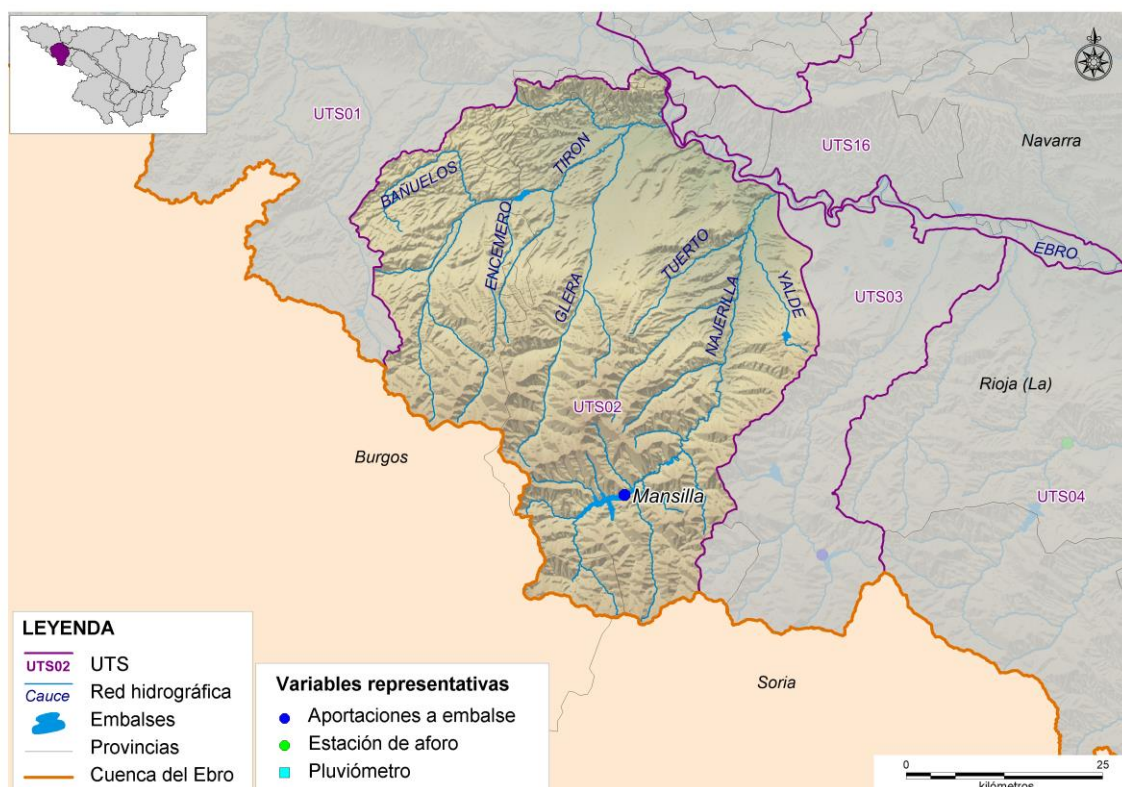 UTS01
UTS16
Navarra
TIRON
BAÑUELOS
ENCEMERO
EBRO
TUERTO
GLERA
YALDE
NAJERILLA
UTS03
Rioja (La)
UTS02
Burgos
Mansilla
UTS04
Soria
LEYENDA
UTS02 UTS
Cauce Red hidrográfica
Embalses
Provincias
Cuenca del Ebro
Variables representativas
Aportaciones a embalse
Estación de aforo
Pluviómetro
0 25
kilómetros